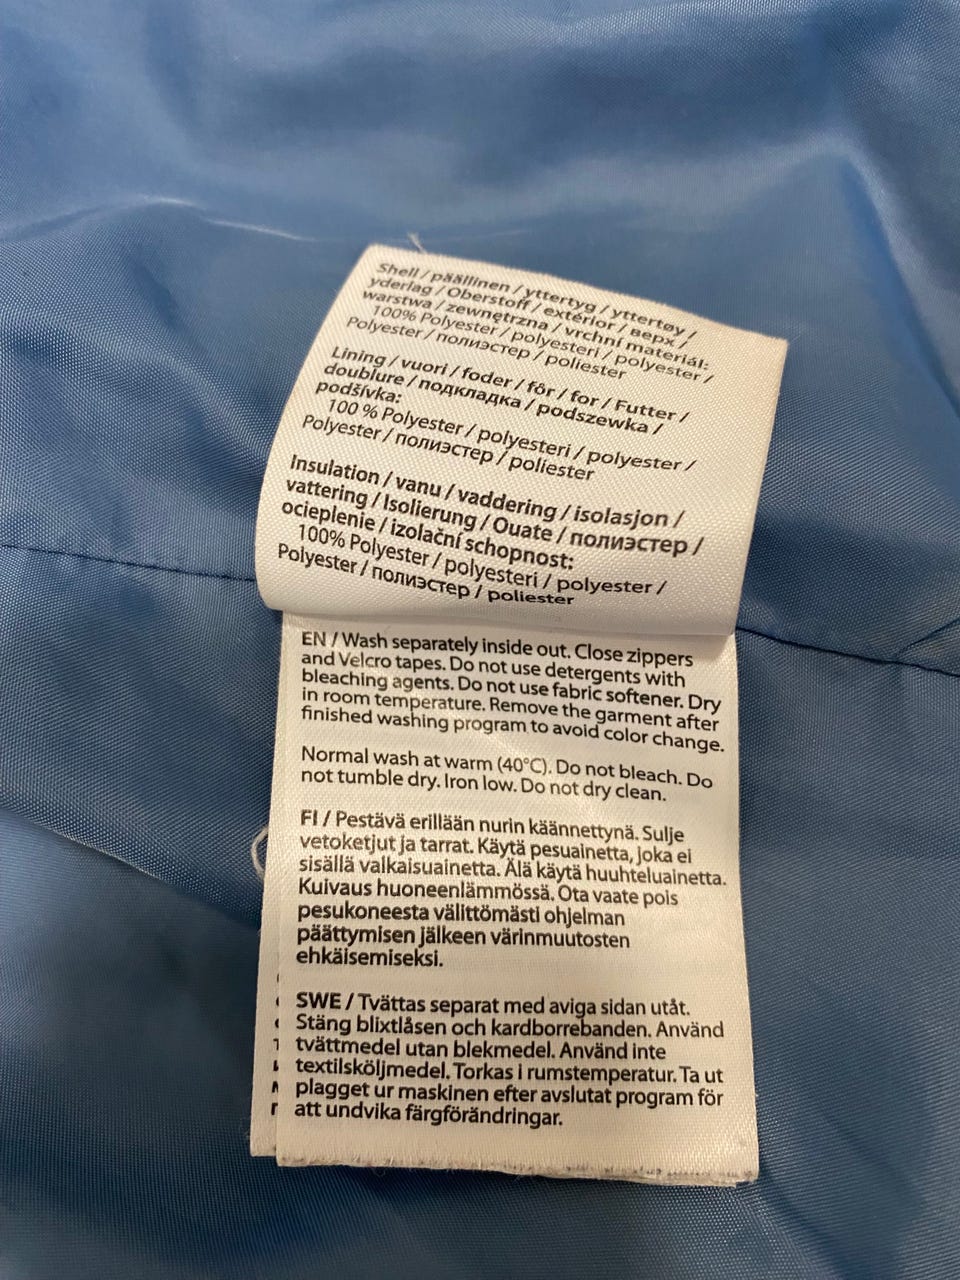 Shell / päällinen / yttertyg / yttertøy /
yderlag / Oberstoff / extérior / верх /
warstwa / zewnętrzna / vrchní materiál:
100% Polyester / polyesteri / polyester /
Polyester / полиэстер / poliester
Lining / vuori / foder / fôr / for / Futter /
doublure / подкладка / podszewka /
podšívka:
100 % Polyester / polyesteri / polyester /
Polyester / полиэстер / poliester
Insulation / vanu / vaddering / isolasjon /
vattering / Isolierung / Ouate / полиэстер /
ocieplenie / izolační schopnost:
100% Polyester / polyesteri / polyester /
Polyester / полиэстер / poliester
EN / Wash separately inside out. Close zippers
and Velcro tapes. Do not use detergents with
bleaching agents. Do not use fabric softener. Dry
in room temperature. Remove the garment after
finished washing program to avoid color change.
Normal wash at warm (40°C). Do not bleach. Do
not tumble dry. Iron low. Do not dry clean.
FI / Pestävä erillään nurin käännettynä. Sulje
vetoketjut ja tarrat. Käytä pesuainetta, joka ei
sisällä valkaisuainetta. Älä käytä huuhteluainetta.
Kuivaus huoneenlämmössä. Ota vaate pois
pesukoneesta välittömästi ohjelman
päättymisen jälkeen värinmuutosten
ehkäisemiseksi.
SWE / Tvättas separat med aviga sidan utåt.
Stäng blixtlåsen och kardborrebanden. Använd
tvättmedel utan blekmedel. Använd inte
textilsköljmedel. Torkas i rumstemperatur. Ta ut
plagget ur maskinen efter avslutat program för
att undvika färgförändringar.